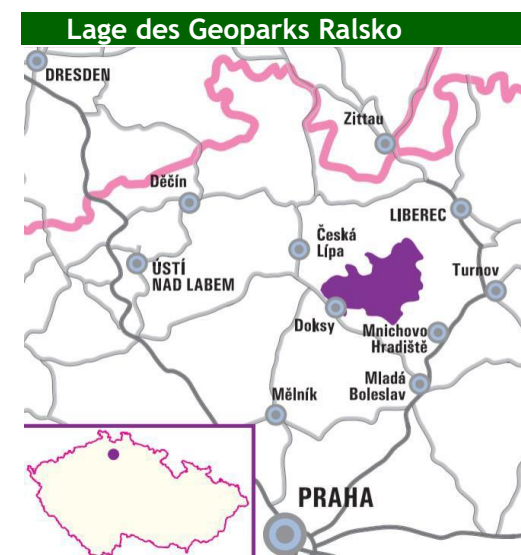 Lage des Geoparks Ralsko
DRESDEN
Zittau
Děčín
LIBEREC
Česká
Lípa
ÚSTÍ
NAD LABEM
Turnov
Doksy
Mnichovo
Hradiště
Mladá
Boleslav
Mělník
PRAHA